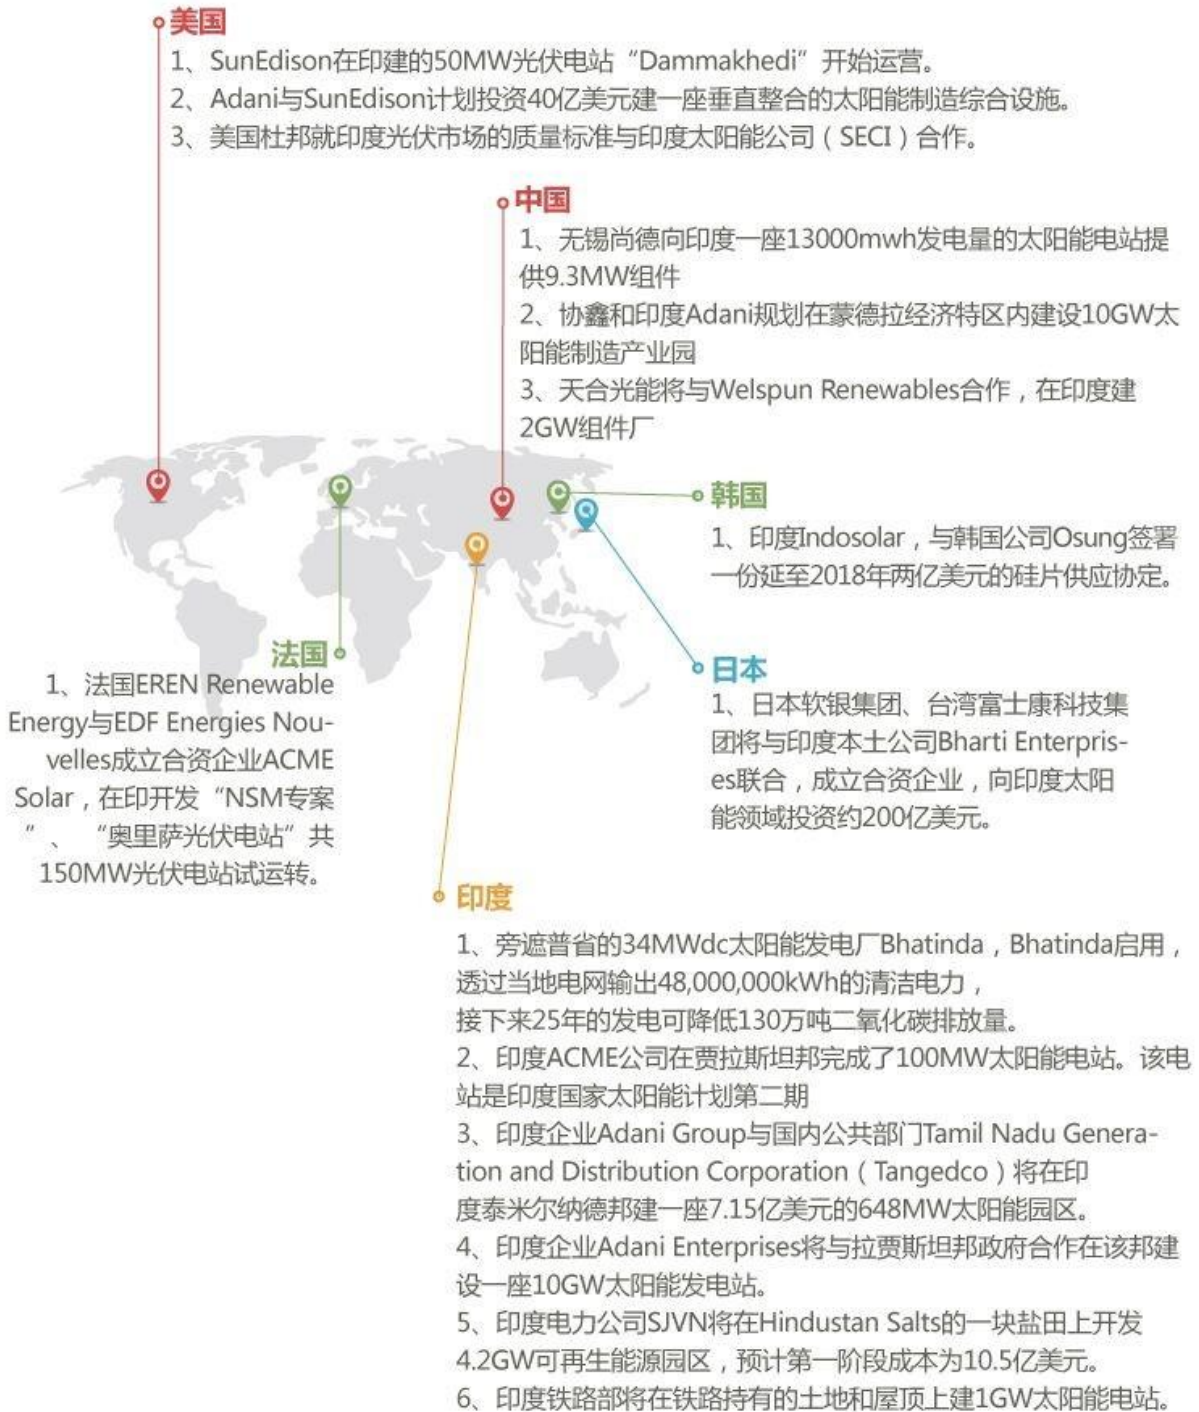 美国
1、SunEdison在印建的50MW光伏电站“Dammakhedi”开始运营。
2、Adani与SunEdison计划投资40亿美元建一座垂直整合的太阳能制造综合设施。
3、美国杜邦就印度光伏市场的质量标准与印度太阳能公司（SECI）合作。
中国
1、无锡尚德向印度一座13000mwh发电量的太阳能电站提
供9.3MW组件
2、协鑫和印度Adani规划在蒙德拉经济特区内建设10GW太
阳能制造产业园
3、天合光能将与Welspun Renewables合作，在印度建
2GW组件厂
韩国
1、印度Indosolar，与韩国公司Osung签署
一份延至2018年两亿美元的硅片供应协定。
法国
1、法国EREN Renewable
Energy与EDF Energies Nou-
velles成立合资企业ACME
Solar，在印开发“NSM专案
”、“奥里萨光伏电站”共
150MW光伏电站试运转。
日本
1、日本软银集团、台湾富士康科技集
团将与印度本土公司Bharti Enterpris-
es联合，成立合资企业，向印度太阳
能领域投资约200亿美元。
印度
1、旁遮普省的34MWdc太阳能发电厂Bhatinda，Bhatinda启用，
透过当地电网输出48,000,000kWh的清洁电力，
接下来25年的发电可降低130万吨二氧化碳排放量。
2、印度ACME公司在贾拉斯坦邦完成了100MW太阳能电站。该电
站是印度国家太阳能计划第二期
3、印度企业Adani Group与国内公共部门Tamil Nadu Genera-
tion and Distribution Corporation（Tangedco）将在印
度泰米尔纳德邦建一座7.15亿美元的648MW太阳能园区。
4、印度企业Adani Enterprises将与拉贾斯坦邦政府合作在该邦建
设一座10GW太阳能发电站。
5、印度电力公司SJVN将在Hindustan Salts的一块盐田上开发
4.2GW可再生能源园区，预计第一阶段成本为10.5亿美元。
6、印度铁路部将在铁路持有的土地和屋顶上建1GW太阳能电站。